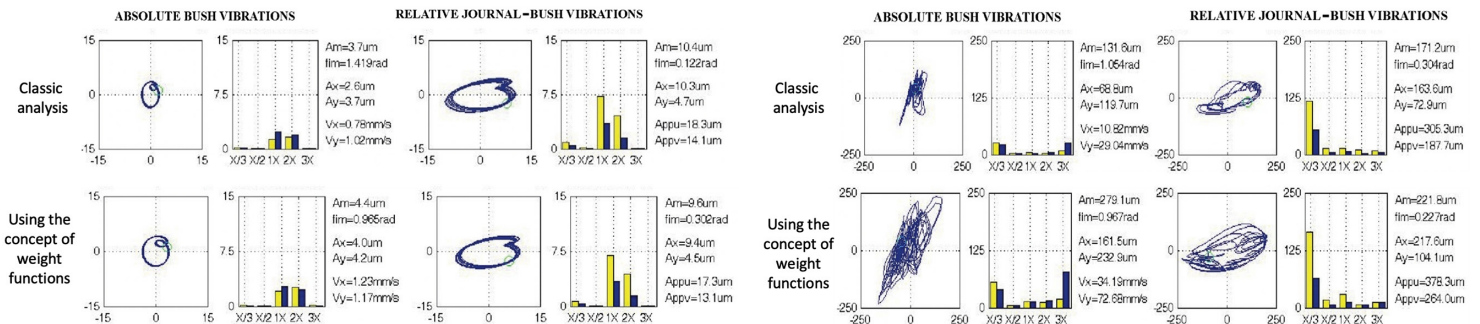 ABSOLUTE BUSH VIBRATIONS
RELATIVE JOURNAL-BUSH VIBRATIONS
Classic
analysis
15
0
-15
-15
0
15
15
7.5
0
X/3 X/2 1X 2X 3X
Am=3.7um
fim=1.419rad
Ax=2.6um
Ay=3.7um
Vx=0.78mm/s
Vy=1.02mm/s
15
0
-15
-15
0
15
15
7.5
0
X/3 X/2 1X 2X 3X
Am=10.4um
fim=0.122rad
Ax=10.3um
Ay=4.7um
Appu=18.3um
Appv=14.1um
Using the
concept of
weight
functions
15
0
-15
-15
0
15
15
7.5
0
X/3 X/2 1X 2X 3X
Am=4.4um
fim=0.965rad
Ax=4.0um
Ay=4.2um
Vx=1.23mm/s
Vy=1.17mm/s
15
0
-15
-15
0
15
15
7.5
0
X/3 X/2 1X 2X 3X
Am=9.6um
fim=0.302rad
Ax=9.4um
Ay=4.5um
Appu=17.3um
Appv=13.1um
ABSOLUTE BUSH VIBRATIONS
RELATIVE JOURNAL-BUSH VIBRATIONS
Classic
analysis
250
0
-250
-250
0
250
250
125
0
X/3 X/2 1X 2X 3X
Am=131.6um
fim=1.054rad
Ax=68.8um
Ay=119.7um
Vx=10.82mm/s
Vy=29.04mm/s
250
0
-250
-250
0
250
250
125
0
X/3 X/2 1X 2X 3X
Am=171.2um
fim=0.304rad
Ax=163.6um
Ay=72.9um
Appu=305.3um
Appv=187.7um
Using the
concept of
weight
functions
250
0
-250
-250
0
250
250
125
0
X/3 X/2 1X 2X 3X
Am=279.1um
fim=0.967rad
Ax=161.5um
Ay=232.9um
Vx=34.19mm/s
Vy=72.68mm/s
250
0
-250
-250
0
250
250
125
0
X/3 X/2 1X 2X 3X
Am=221.8um
fim=0.227rad
Ax=217.6um
Ay=104.1um
Appu=378.3um
Appv=264.0um